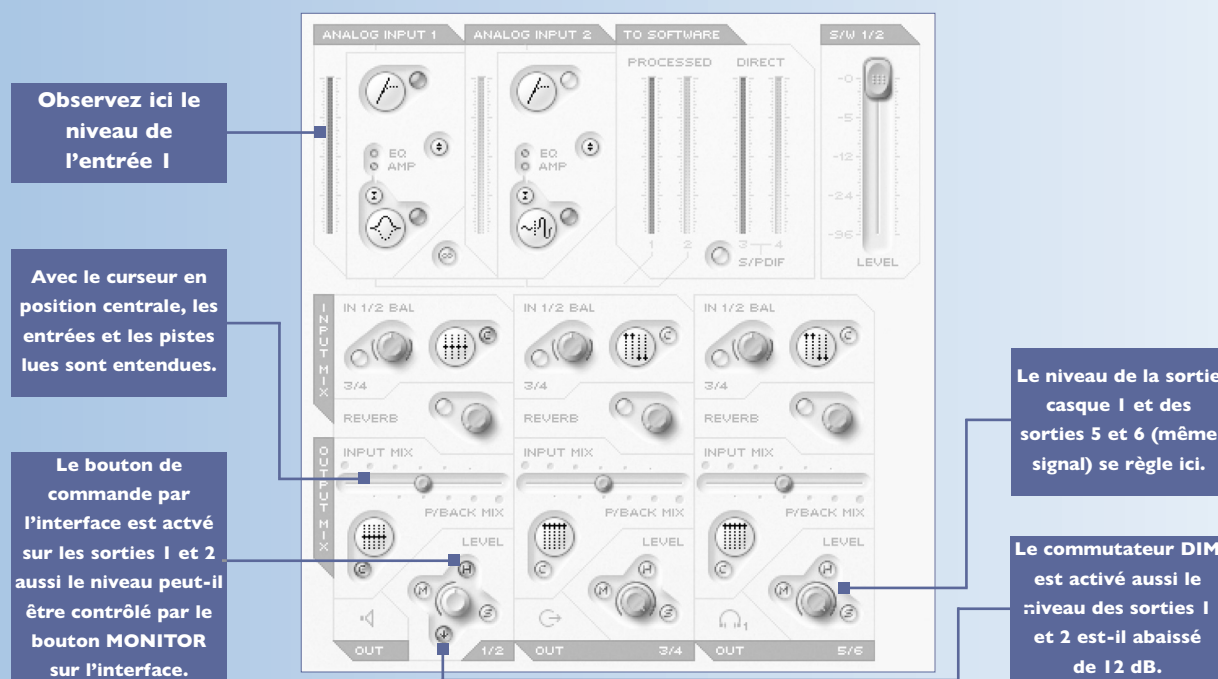 ANALOG INPUT 1
ANALOG INPUT 2
TO SOFTWARE
S/W 1/2
PROCESSED
DIRECT
Observez ici le
niveau de
l'entrée 1
EQ
AMP
EQ
AMP
-0
-5
-12
-24
-96
1
2
3
4
S/PDIF
LEVEL
Avec le curseur en
position centrale, les
entrées et les pistes
lues sont entendues.
INPUT MIX
IN 1/2 BAL
C
3/4
REVERB
IN 1/2 BAL
C
3/4
REVERB
IN 1/2 BAL
C
3/4
REVERB
Le niveau de la sortie
casque 1 et des
sorties 5 et 6 (même
signal) se règle ici.
OUTPUT MIX
INPUT MIX
P/BACK MIX
LEVEL
C
H
M
S
INPUT MIX
P/BACK MIX
LEVEL
C
H
M
S
INPUT MIX
P/BACK MIX
LEVEL
C
H
M
S
Le bouton de
commande par
l'interface est actvé
sur les sorties 1 et 2
aussi le niveau peut-il
être contrôlé par le
bouton MONITOR
sur l'interface.
1
OUT
1/2
OUT
3/4
OUT
5/6
Le commutateur DIM
est activé aussi le
niveau des sorties 1
et 2 est-il abaissé
de 12 dB.